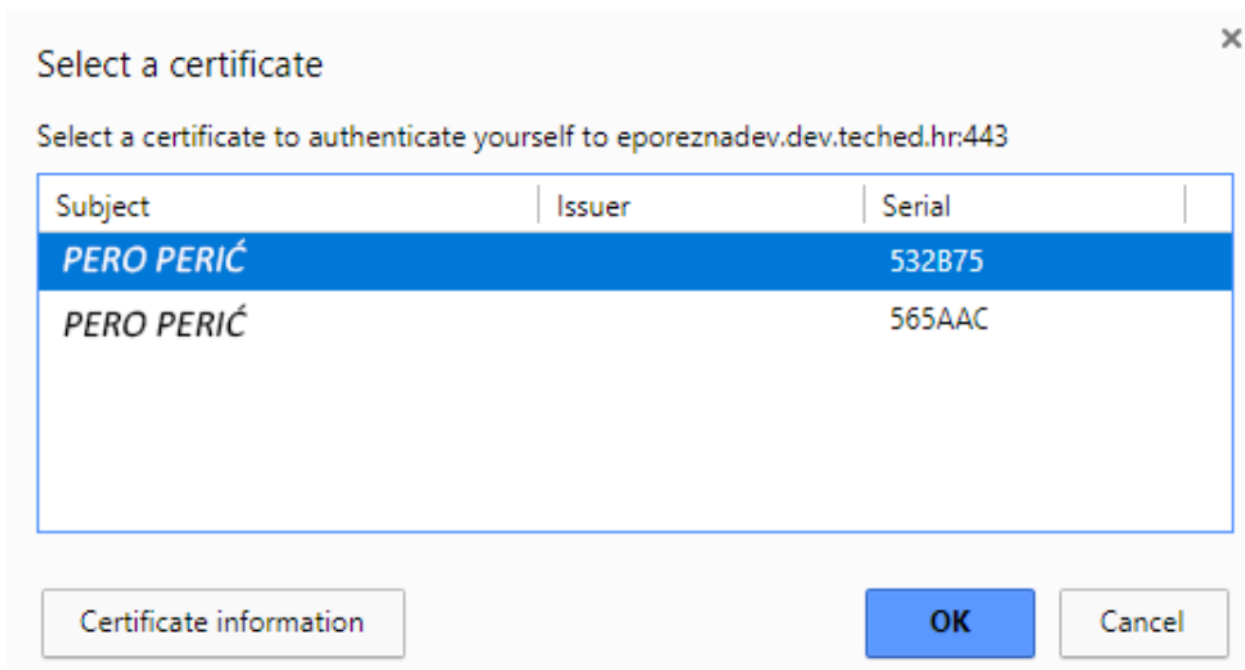 Select a certificate
Select a certificate to authenticate yourself to eporeznadev.dev.teched.hr:443
Subject Issuer Serial
PERO PERIĆ 532B75
PERO PERIĆ 565AAC
Certificate information OK Cancel